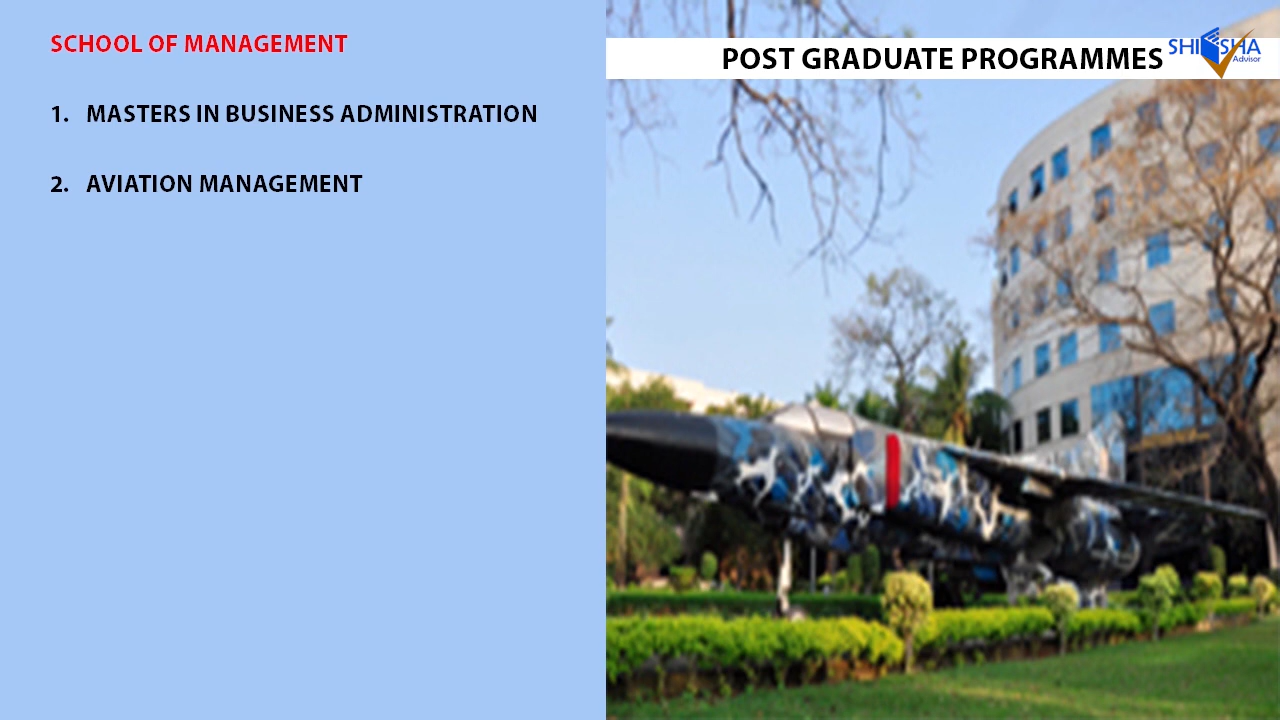 SCHOOL OF MANAGEMENT
1. MASTERS IN BUSINESS ADMINISTRATION
2. AVIATION MANAGEMENT
POST GRADUATE PROGRAMMES
SHIKSHA
Advisor